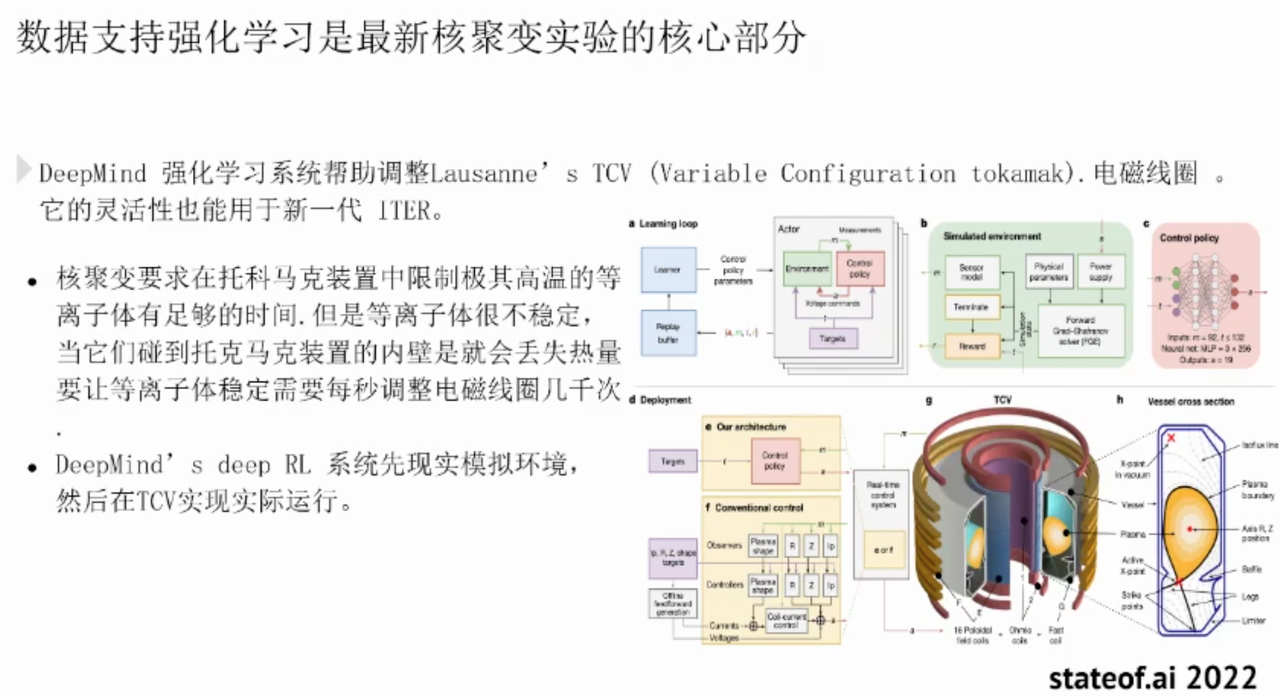 数据支持强化学习是最新核聚变实验的核心部分
DeepMind 强化学习系统帮助调整Lausanne’s TCV (Variable Configuration tokamak).电磁线圈 。
它的灵活性也能用于新一代 ITER。
• 核聚变要求在托科马克装置中限制极其高温的等
离子体有足够的时间.但是等离子体很不稳定，
当它们碰到托克马克装置的内壁是就会丢失热量
要让等离子体稳定需要每秒调整电磁线圈几千次
.
• DeepMind’s deep RL 系统先现实模拟环境，
然后在TCV实现实际运行。
a Learning loop
Learner
Replay
buffer
Control
policy
parameters
Actor
Measurements
m
Environment
Control
policy
a
Voltage commands
t
Targets
b
Simulated environment
Sensor
model
Physical
parameters
Power
supply
Terminate
Reward
Simulation
state
Forward
Grad–Shafranov
solver (FGE)
m
a
r
t
c
Control policy
m
t
a
Inputs: m = 92, t ≤ 132
Neural net: MLP = 3 × 256
Outputs: a = 19
d Deployment
e Our architecture
Targets
t
Control
policy
m
a
f Conventional control
m
Observers
Plasma
shape
R
Z
Ip
Ip, R, Z, shape
targets
Controllers
Plasma
shape
R
Z
Ip
Offline
feedforward
generation
Coil-current
control
Currents
Voltages
a
m
Real-time
control
system
e or f
a
g
TCV
F
E
G
16 Poloidal
field coils
Ohmic
coils
Fast
coil
h
Vessel cross section
X-point
in vacuum
Vessel
Plasma
Active
X-point
Strike
points
Isoflux line
Plasma
boundary
Axis R, Z
position
Baffle
Legs
Limiter
stateof.ai 2022